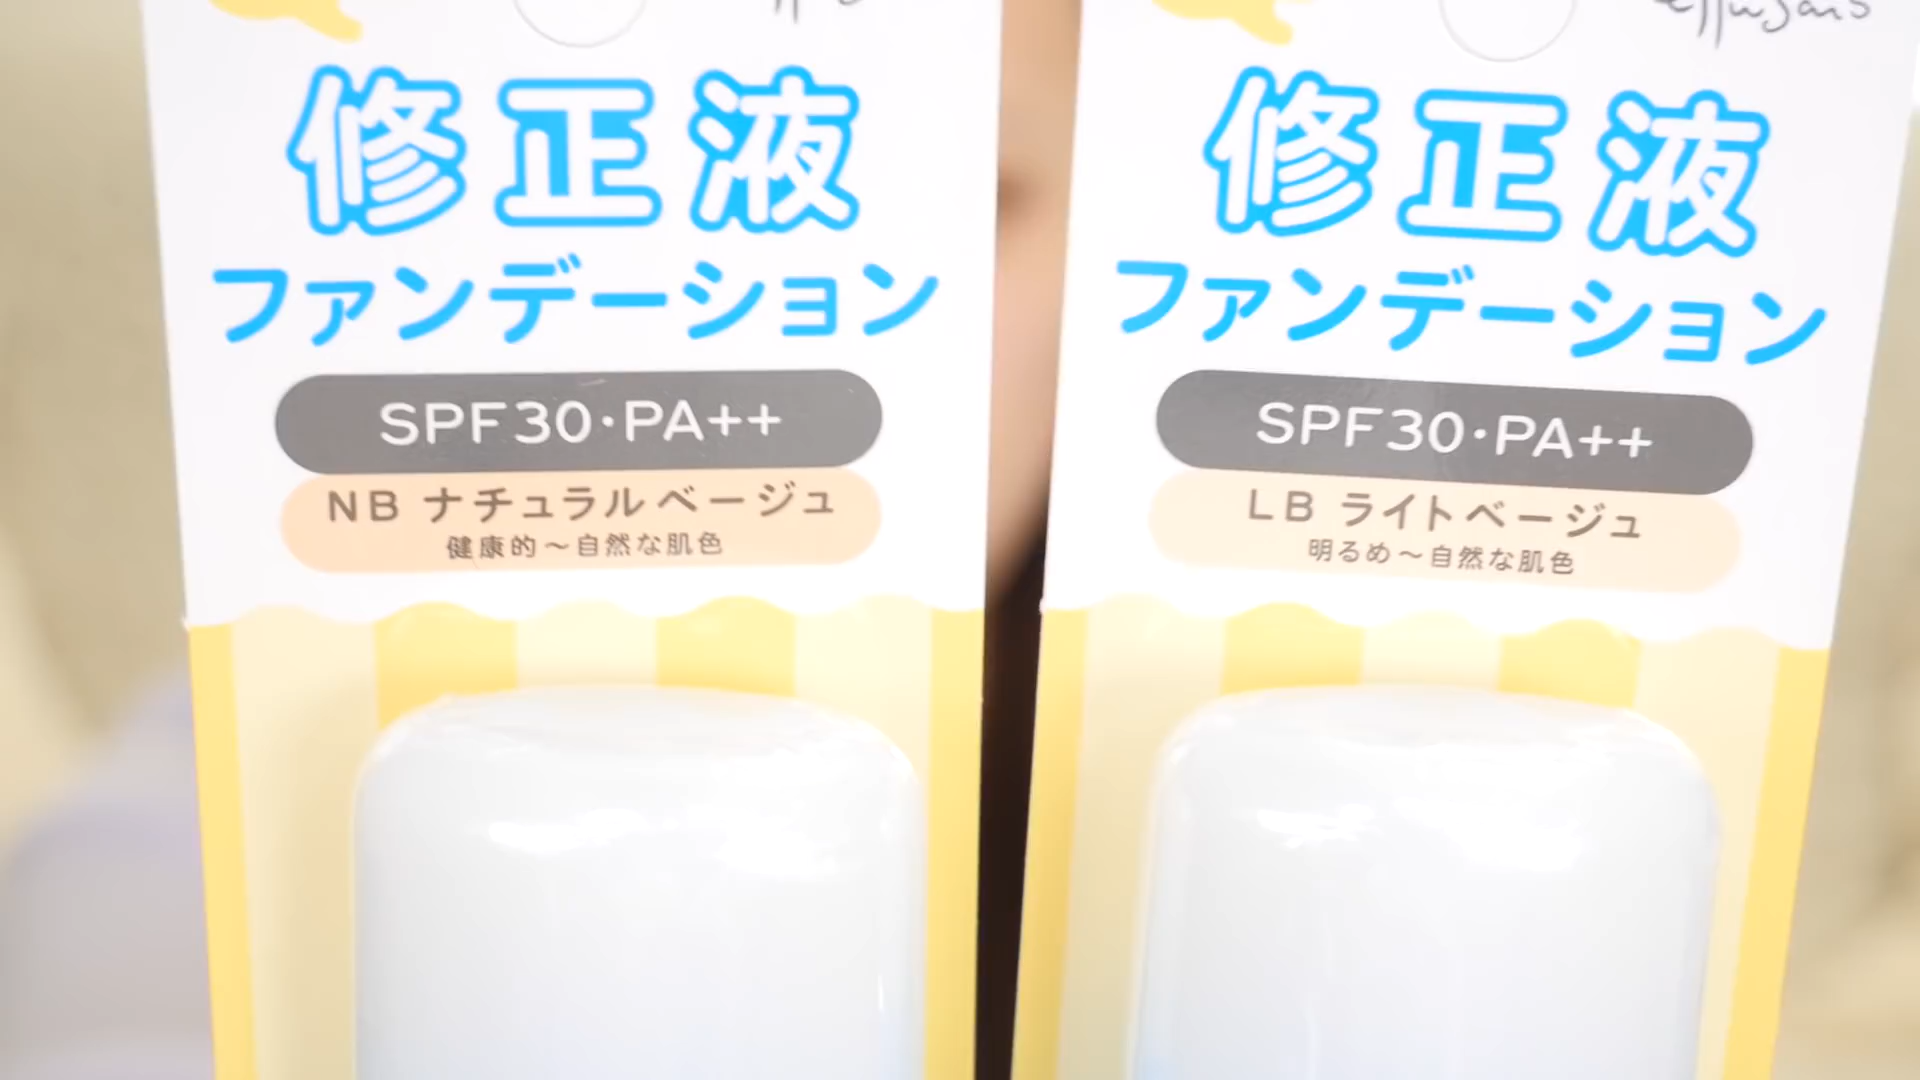 修正液
ファンデーション
SPF30・PA++
NB ナチュラルベージュ
健康的〜自然な肌色
修正液
ファンデーション
SPF30・PA++
LB ライトベージュ
明るめ〜自然な肌色